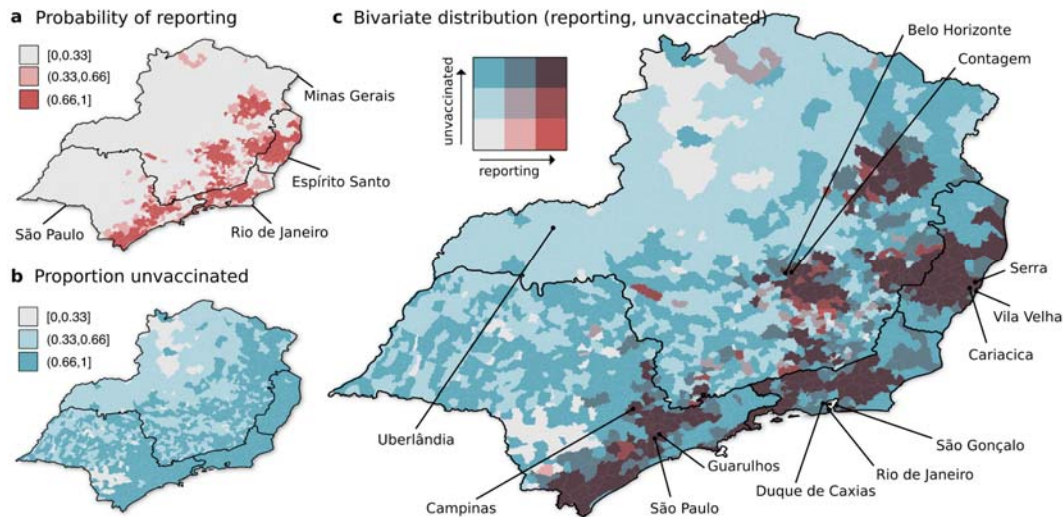 a Probability of reporting
[0,0.33]
(0.33,0.66]
(0.66,1]
Minas Gerais
Espírito Santo
São Paulo
Rio de Janeiro
b Proportion unvaccinated
[0,0.33]
(0.33,0.66]
(0.66,1]
c Bivariate distribution (reporting, unvaccinated)
unvaccinated
reporting
Belo Horizonte
Contagem
Serra
Vila Velha
Cariacica
Uberlândia
São Gonçalo
Guarulhos
Rio de Janeiro
Duque de Caxias
Campinas
São Paulo